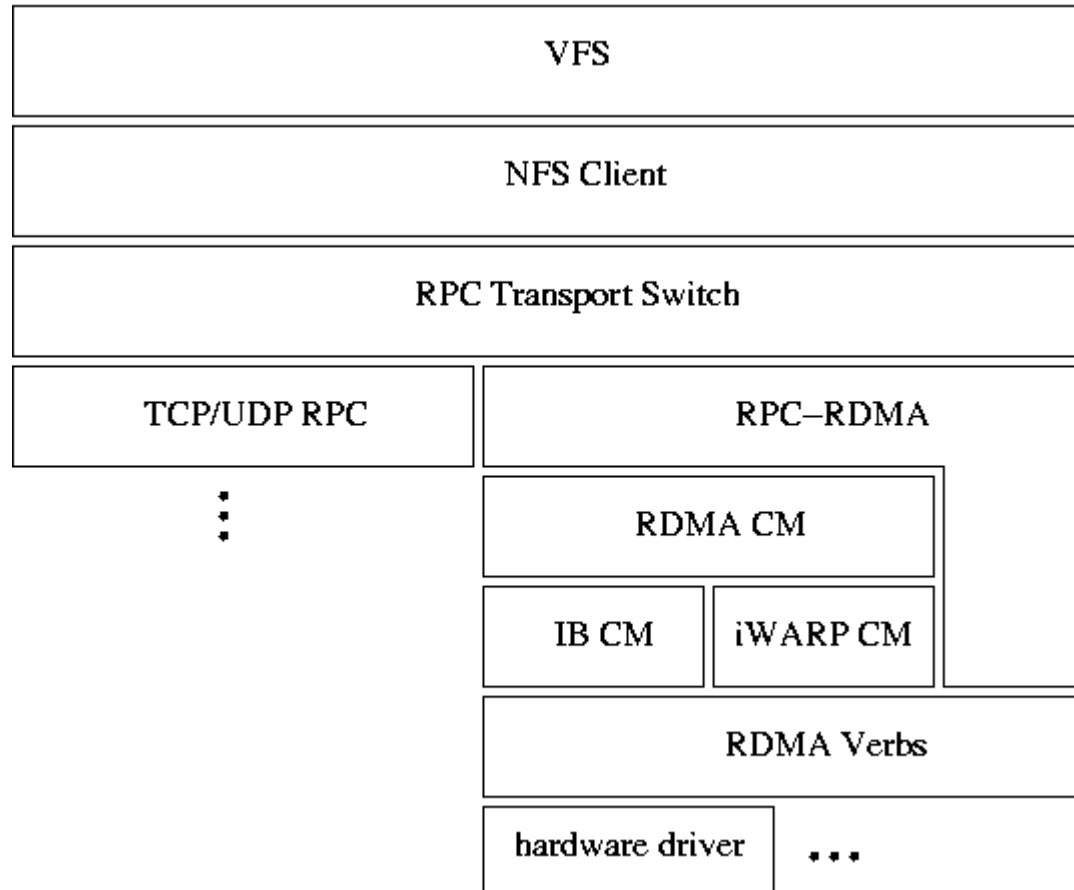 VFS
NFS Client
RPC Transport Switch
TCP/UDP RPC
RPC–RDMA
RDMA CM
IB CM
iWARP CM
RDMA Verbs
hardware driver